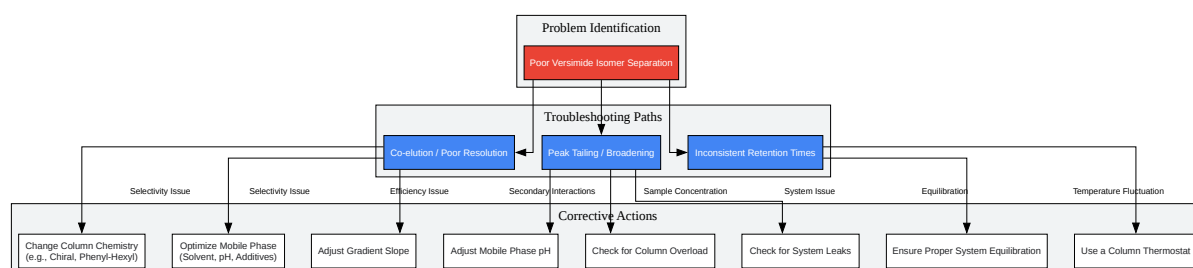 Problem Identification
Poor Versimide Isomer Separation
Troubleshooting Paths
Co-elution / Poor Resolution
Peak Tailing / Broadening
Inconsistent Retention Times
Selectivity Issue
Selectivity Issue
Efficiency Issue
Secondary Interactions
Sample Concentration
System Issue
Equilibration
Temperature Fluctuation
Corrective Actions
Change Column Chemistry
(e.g., Chiral, Phenyl-Hexyl)
Optimize Mobile Phase
(Solvent, pH, Additives)
Adjust Gradient Slope
Adjust Mobile Phase pH
Check for Column Overload
Check for System Leaks
Ensure Proper System Equilibration
Use a Column Thermostat